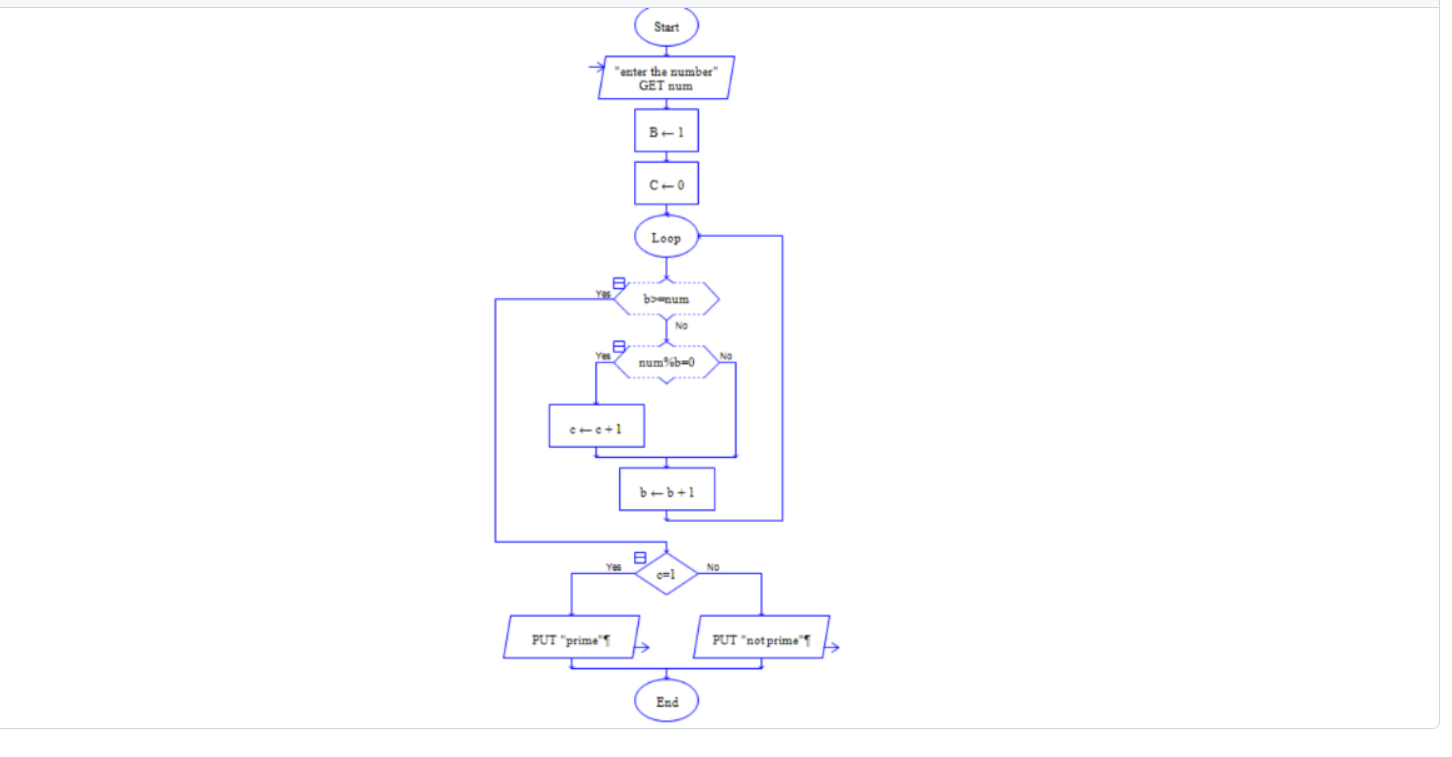 Start
"enter the number"
GET num
B ← 1
C ← 0
Loop
b>=num
Yes
No
num%b=0
Yes
No
c ← c + 1
b ← b + 1
c=1
Yes
No
PUT "prime"¶
PUT "not prime"¶
End